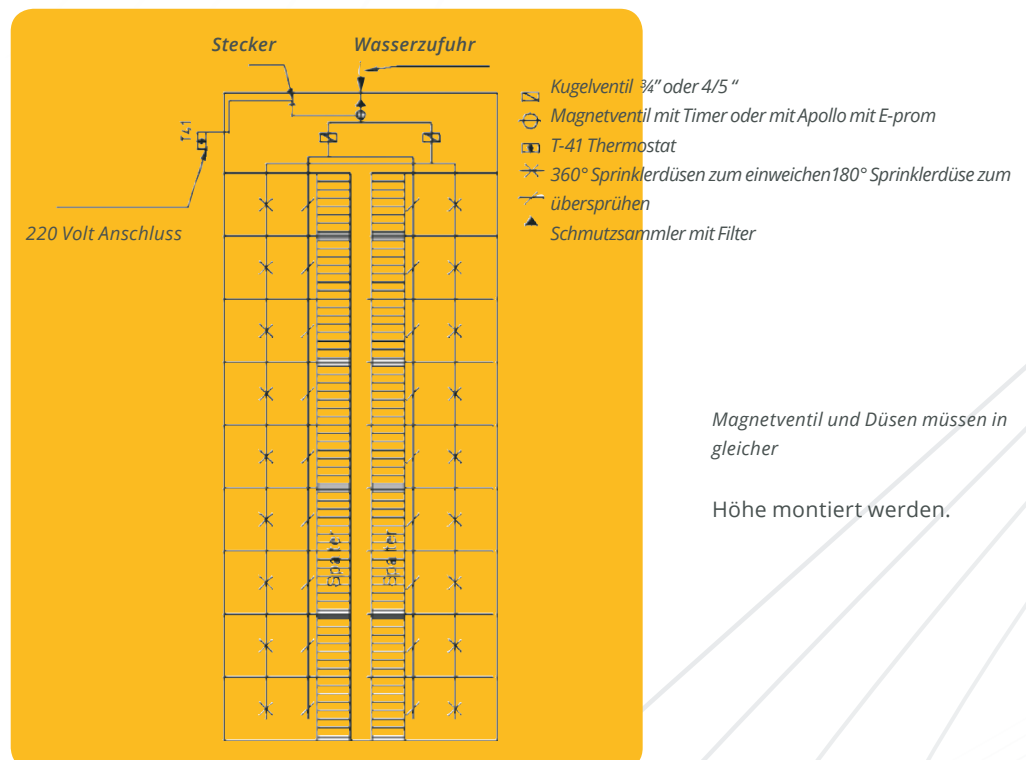 Stecker
Wasserzufuhr
Kugelventil ¾” oder 4/5 “
Magnetventil mit Timer oder mit Apollo mit E-prom
T-41 Thermostat
360° Sprinklerdüsen zum einweichen180° Sprinklerdüse zum
übersprühen
Schmutzsammler mit Filter
T41
220 Volt Anschluss
Magnetventil und Düsen müssen in
gleicher
Höhe montiert werden.